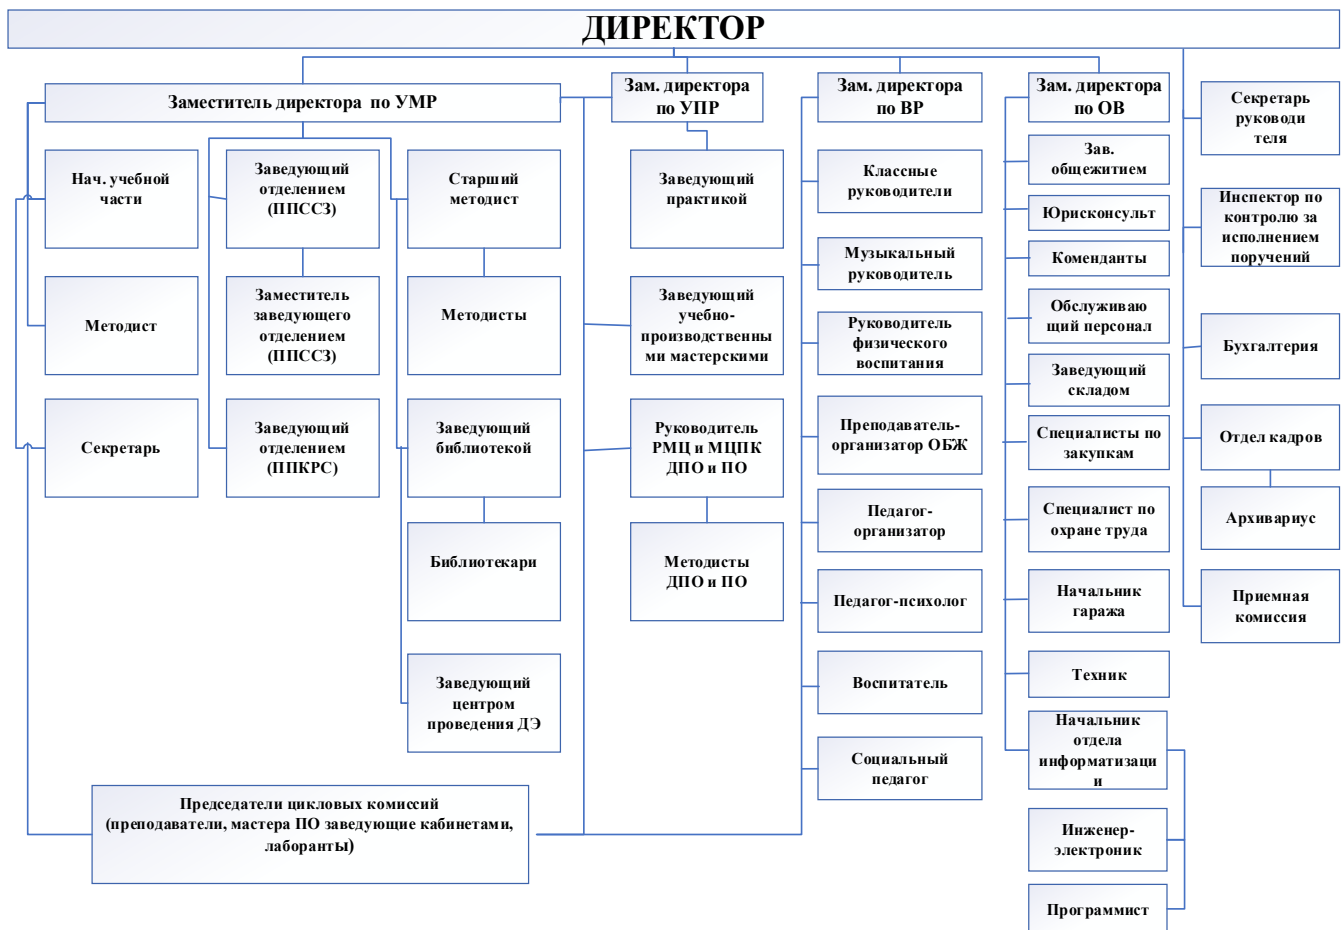 ДИРЕКТОР
Заместитель директора по УМР
Нач. учебной
части
Методист
Секретарь
Заведующий
отделением
(ППССЗ)
Заместитель
заведующего
отделением
(ППССЗ)
Заведующий
отделением
(ППКРС)
Старший
методист
Методисты
Заведующий
библиотекой
Библиотекари
Заведующий
центром
проведения ДЭ
Председатели цикловых комиссий
(преподаватели, мастера ПО заведующие кабинетами,
лаборанты)
Зам. директора
по УПР
Заведующий
практикой
Заведующий
учебно-
производственны
ми мастерскими
Руководитель
РМЦ и МЦПК
ДПО и ПО
Методисты
ДПО и ПО
Зам. директора
по ВР
Классные
руководители
Музыкальный
руководитель
Руководитель
физического
воспитания
Преподаватель-
организатор ОБЖ
Педагог-
организатор
Педагог-психолог
Воспитатель
Социальный
педагог
Зам. директора
по ОВ
Зав.
общежитием
Юрисконсульт
Коменданты
Обслуживаю
щий персонал
Заведующий
складом
Специалисты по
закупкам
Специалист по
охране труда
Начальник
гаража
Техник
Начальник
отдела
информатизаци
и
Инженер-
электроник
Программист
Секретарь
руководи
теля
Инспектор по
контролю за
исполнением
поручений
Бухгалтерия
Отдел кадров
Архивариус
Приемная
комиссия